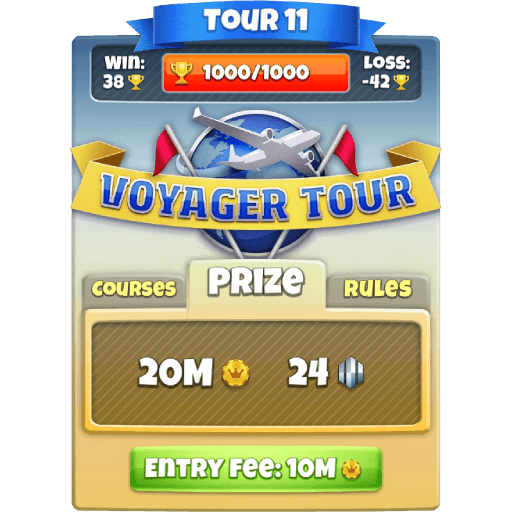 TOUR 11
WIN: 38
1000/1000
LOSS: -42
VOYAGER TOUR
COURSES
PRIZE
RULES
20M 24
ENTRY FEE: 10M